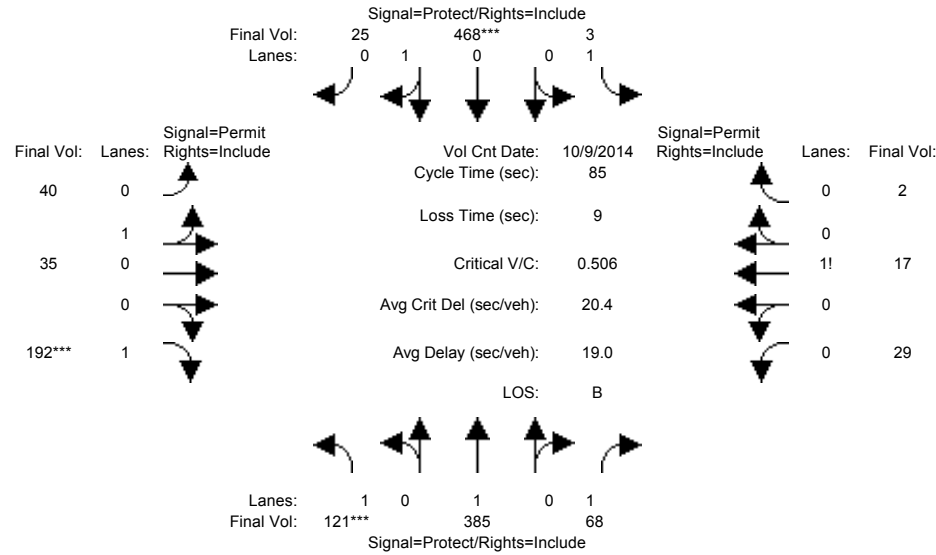 Signal=Protect/Rights=Include
Final Vol: 25 468*** 3
Lanes: 0 1 0 0 1
Signal=Permit Signal=Permit
Final Vol: Lanes: Rights=Include Vol Cnt Date: 10/9/2014 Rights=Include Lanes: Final Vol:
Cycle Time (sec): 85
40 0 0 2
Loss Time (sec): 9
1 0
35 0 Critical V/C: 0.506 1! 17
0 Avg Crit Del (sec/veh): 20.4 0
192*** 1 Avg Delay (sec/veh): 19.0 0 29
LOS: B
Lanes: 1 0 1 0 1
Final Vol: 121*** 385 68
Signal=Protect/Rights=Include